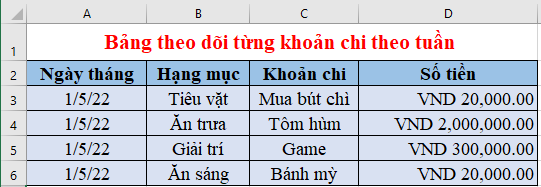 A B C D
1 Bảng theo dõi từng khoản chi theo tuần
2 Ngày tháng Hạng mục Khoản chi Số tiền
3 1/5/22 Tiêu vặt Mua bút chì VND 20,000.00
4 1/5/22 Ăn trưa Tôm hùm VND 2,000,000.00
5 1/5/22 Giải trí Game VND 300,000.00
6 1/5/22 Ăn sáng Bánh mỳ VND 20,000.00